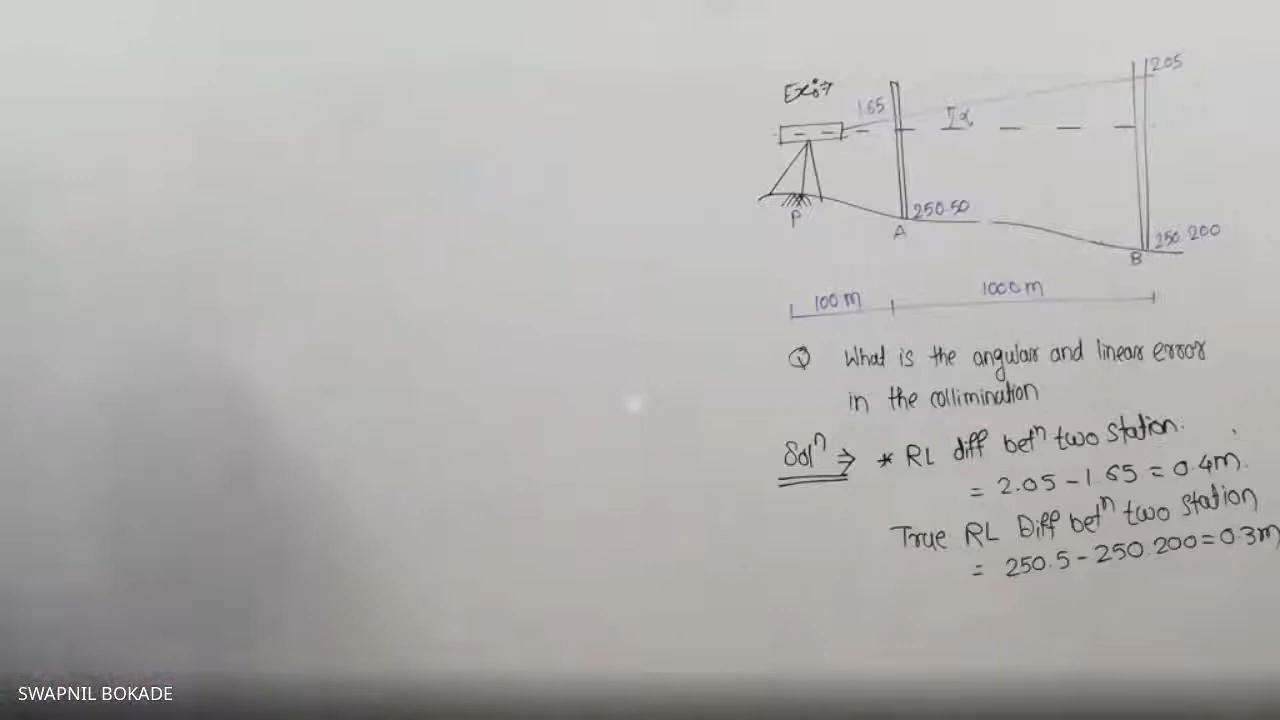 Ex:→
2.05
1.65
α
250.50
P
A
250.200
B
100 m
1000 m
Q What is the angular and linear error
in the collimination
Solⁿ ⇒ * RL diff betⁿ two station.
= 2.05 - 1.65 = 0.4m.
True RL Diff betⁿ two station
= 250.5 - 250.200 = 0.3m
SWAPNIL BOKADE